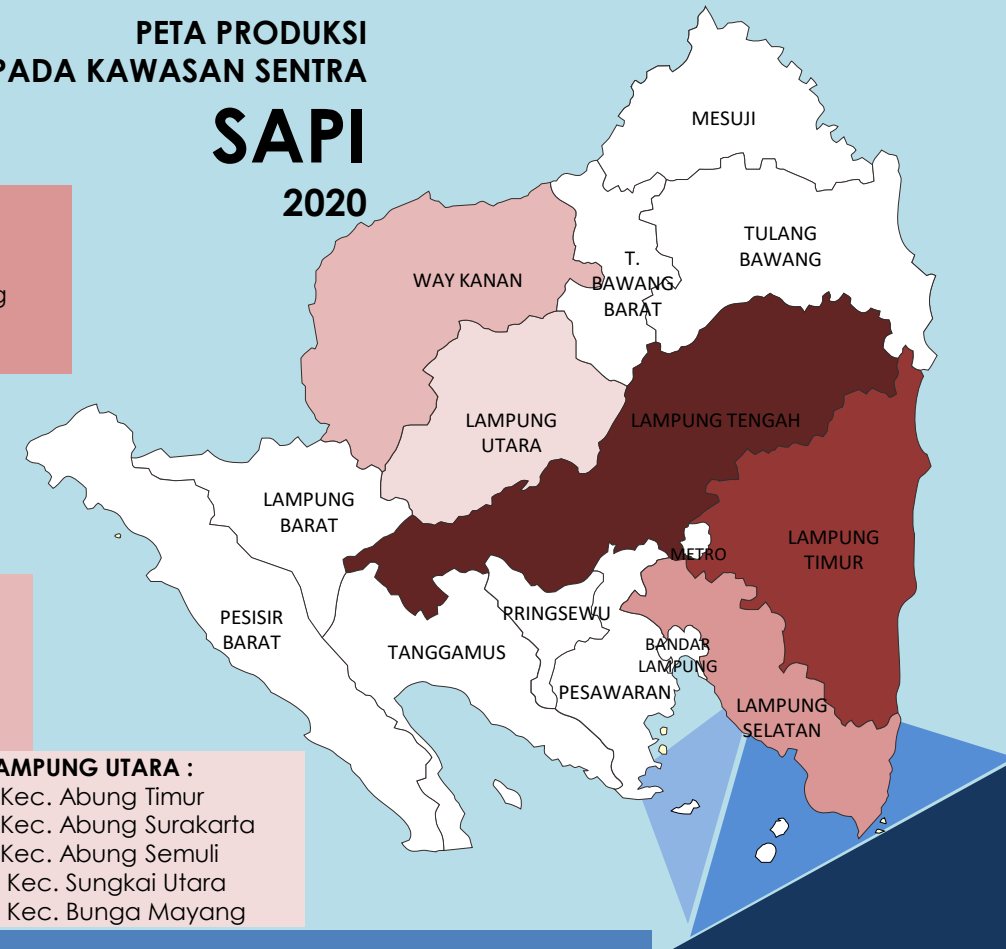 PETA PRODUKSI
PADA KAWASAN SENTRA
SAPI
2020
MESUJI
TULANG
BAWANG
T.
BAWANG
BARAT
WAY KANAN
g
LAMPUNG
UTARA
LAMPUNG TENGAH
LAMPUNG
BARAT
LAMPUNG
TIMUR
METRO
PESISIR
BARAT
PRINGSEWU
TANGGAMUS
BANDAR
LAMPUNG
PESAWARAN
LAMPUNG
SELATAN
AMPUNG UTARA :
Kec. Abung Timur
Kec. Abung Surakarta
Kec. Abung Semuli
Kec. Sungkai Utara
Kec. Bunga Mayang